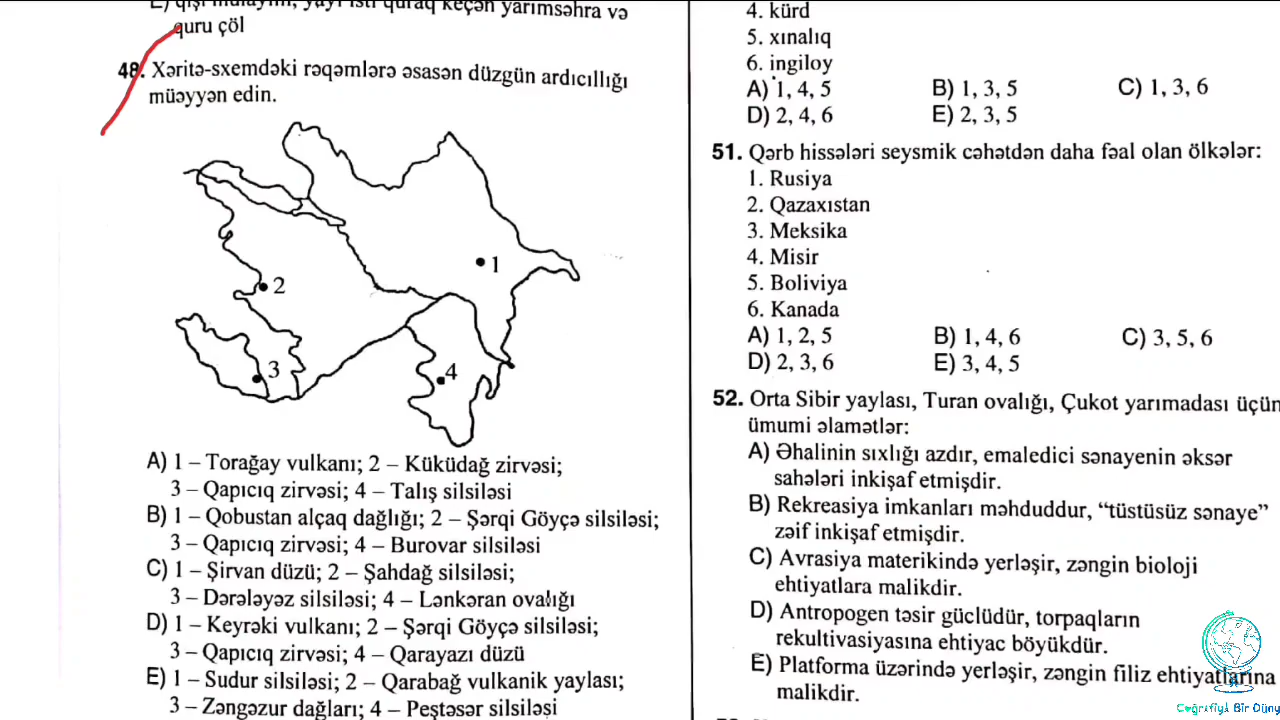 E) qışı mülayim, yayı isti quraq keçən yarımsəhra və
quru çöl
48. Xəritə-sxemdəki rəqəmlərə əsasən düzgün ardıcıllığı
müəyyən edin.
1
2
3
4
A) 1 – Torağay vulkanı; 2 – Küküdağ zirvəsi;
3 – Qapıcıq zirvəsi; 4 – Talış silsiləsi
B) 1 – Qobustan alçaq dağlığı; 2 – Şərqi Göyçə silsiləsi;
3 – Qapıcıq zirvəsi; 4 – Burovar silsiləsi
C) 1 – Şirvan düzü; 2 – Şahdağ silsiləsi;
3 – Dərələyəz silsiləsi; 4 – Lənkəran ovalığı
D) 1 – Keyrəki vulkanı; 2 – Şərqi Göyçə silsiləsi;
3 – Qapıcıq zirvəsi; 4 – Qarayazı düzü
E) 1 – Sudur silsiləsi; 2 – Qarabağ vulkanik yaylası;
3 – Zəngəzur dağları; 4 – Peştəsər silsiləsi
4. kürd
5. xınalıq
6. ingiloy
A) 1, 4, 5 B) 1, 3, 5 C) 1, 3, 6
D) 2, 4, 6 E) 2, 3, 5
51. Qərb hissələri seysmik cəhətdən daha fəal olan ölkələr:
1. Rusiya
2. Qazaxıstan
3. Meksika
4. Misir
5. Boliviya
6. Kanada
A) 1, 2, 5 B) 1, 4, 6 C) 3, 5, 6
D) 2, 3, 6 E) 3, 4, 5
52. Orta Sibir yaylası, Turan ovalığı, Çukot yarımadası üçün
ümumi əlamətlər:
A) Əhalinin sıxlığı azdır, emaledici sənayenin əksər
sahələri inkişaf etmişdir.
B) Rekreasiya imkanları məhduddur, “tüstüsüz sənaye”
zəif inkişaf etmişdir.
C) Avrasiya materikində yerləşir, zəngin bioloji
ehtiyatlara malikdir.
D) Antropogen təsir güclüdür, torpaqların
rekultivasiyasına ehtiyac böyükdür.
E) Platforma üzərində yerləşir, zəngin filiz ehtiyatlarına
malikdir.
Coğrafiya Bir Düny